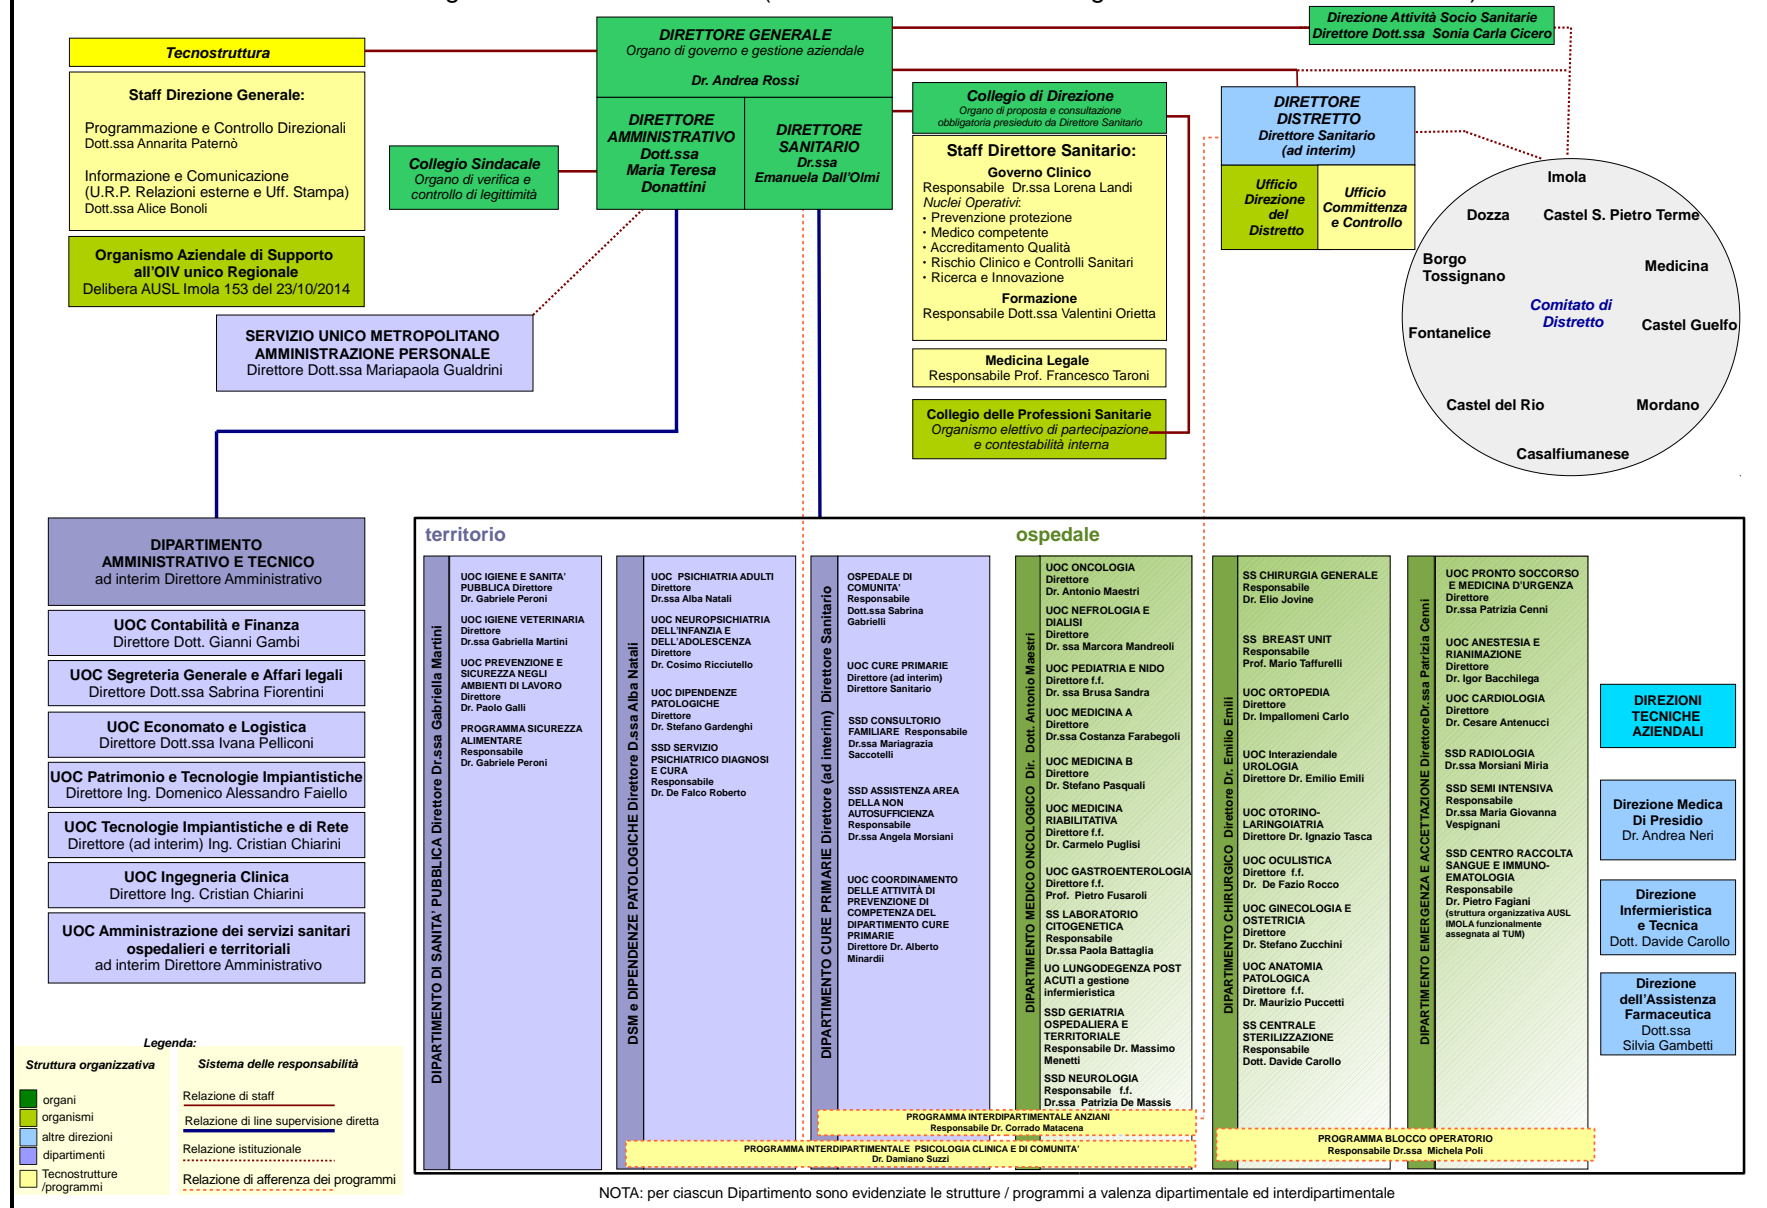 Direzione Attività Socio Sanitarie
Direttore Dott.ssa Sonia Carla Cicero
DIRETTORE GENERALE
Organo di governo e gestione aziendale
Dr. Andrea Rossi
Tecnostruttura
Staff Direzione Generale:
Programmazione e Controllo Direzionali
Dott.ssa Annarita Paternò
Informazione e Comunicazione
(U.R.P. Relazioni esterne e Uff. Stampa)
Dott.ssa Alice Bonoli
Organismo Aziendale di Supporto
all'OIV unico Regionale
Delibera AUSL Imola 153 del 23/10/2014
Collegio Sindacale
Organo di verifica e
controllo di legittimità
DIRETTORE
AMMINISTRATIVO
Dott.ssa
Maria Teresa
Donattini
DIRETTORE
SANITARIO
Dr.ssa
Emanuela Dall'Olmi
Collegio di Direzione
Organo di proposta e consultazione
obbligatoria presieduto da Direttore Sanitario
Staff Direttore Sanitario:
Governo Clinico
Responsabile Dr.ssa Lorena Landi
Nuclei Operativi:
· Prevenzione protezione
· Medico competente
· Accreditamento Qualità
· Rischio Clinico e Controlli Sanitari
· Ricerca e Innovazione
Formazione
Responsabile Dott.ssa Valentini Orietta
Medicina Legale
Responsabile Prof. Francesco Taroni
Collegio delle Professioni Sanitarie
Organismo elettivo di partecipazione
e contestabilità interna
DIRETTORE
DISTRETTO
Direttore Sanitario
(ad interim)
Ufficio
Direzione
del
Distretto
Ufficio
Committenza
e Controllo
Imola
Dozza
Castel S. Pietro Terme
Borgo
Tossignano
Medicina
Comitato di
Distretto
Fontanelice
Castel Guelfo
Castel del Rio
Mordano
Casalfiumanese
SERVIZIO UNICO METROPOLITANO
AMMINISTRAZIONE PERSONALE
Direttore Dott.ssa Mariapaola Gualdrini
DIPARTIMENTO
AMMINISTRATIVO E TECNICO
ad interim Direttore Amministrativo
UOC Contabilità e Finanza
Direttore Dott. Gianni Gambi
UOC Segreteria Generale e Affari legali
Direttore Dott.ssa Sabrina Fiorentini
UOC Economato e Logistica
Direttore Dott.ssa Ivana Pelliconi
UOC Patrimonio e Tecnologie Impiantistiche
Direttore Ing. Domenico Alessandro Faiello
UOC Tecnologie Impiantistiche e di Rete
Direttore (ad interim) Ing. Cristian Chiarini
UOC Ingegneria Clinica
Direttore Ing. Cristian Chiarini
UOC Amministrazione dei servizi sanitari
ospedalieri e territoriali
ad interim Direttore Amministrativo
territorio
ospedale
DIPARTIMENTO DI SANITA' PUBBLICA Direttore Dr.ssa Gabriella Martini
UOC IGIENE E SANITA'
PUBBLICA Direttore
Dr. Gabriele Peroni
UOC IGIENE VETERINARIA
Direttore
Dr.ssa Gabriella Martini
UOC PREVENZIONE E
SICUREZZA NEGLI
AMBIENTI DI LAVORO
Direttore
Dr. Paolo Galli
PROGRAMMA SICUREZZA
ALIMENTARE
Responsabile
Dr. Gabriele Peroni
DSM e DIPENDENZE PATOLOGICHE Direttore D.ssa Alba Natali
UOC PSICHIATRIA ADULTI
Direttore
Dr.ssa Alba Natali
UOC NEUROPSICHIATRIA
DELL'INFANZIA E
DELL'ADOLESCENZA
Direttore
Dr. Cosimo Ricciutello
UOC DIPENDENZE
PATOLOGICHE
Direttore
Dr. Stefano Gardenghi
SSD SERVIZIO
PSICHIATRICO DIAGNOSI
E CURA
Responsabile
Dr. De Falco Roberto
DIPARTIMENTO CURE PRIMARIE Direttore (ad interim) Direttore Sanitario
OSPEDALE DI
COMUNITA'
Responsabile
Dott.ssa Sabrina
Gabrielli
UOC CURE PRIMARIE
Direttore (ad interim)
Direttore Sanitario
SSD CONSULTORIO
FAMILIARE Responsabile
Dr.ssa Mariagrazia
Saccotelli
SSD ASSISTENZA AREA
DELLA NON
AUTOSUFFICIENZA
Responsabile
Dr.ssa Angela Morsiani
UOC COORDINAMENTO
DELLE ATTIVITÀ DI
PREVENZIONE DI
COMPETENZA DEL
DIPARTIMENTO CURE
PRIMARIE
Direttore Dr. Alberto
Minardii
DIPARTIMENTO MEDICO ONCOLOGICO Dir. Dott. Antonio Maestri
UOC ONCOLOGIA
Direttore
Dr. Antonio Maestri
UOC NEFROLOGIA E
DIALISI
Direttore
Dr. ssa Marcora Mandreoli
UOC PEDIATRIA E NIDO
Direttore f.f.
Dr. ssa Brusa Sandra
UOC MEDICINA A
Direttore
Dr.ssa Costanza Farabegoli
UOC MEDICINA B
Direttore
Dr. Stefano Pasquali
UOC MEDICINA
RIABILITATIVA
Direttore f.f.
Dr. Carmelo Puglisi
UOC GASTROENTEROLOGIA
Direttore f.f.
Prof. Pietro Fusaroli
SS LABORATORIO
CITOGENETICA
Responsabile
Dr.ssa Paola Battaglia
UO LUNGODEGENZA POST
ACUTI a gestione
infermieristica
SSD GERIATRIA
OSPEDALIERA E
TERRITORIALE
Responsabile Dr. Massimo
Menetti
SSD NEUROLOGIA
Responsabile f.f.
Dr.ssa Patrizia De Massis
DIPARTIMENTO CHIRURGICO Direttore Dr. Emilio Emili
SS CHIRURGIA GENERALE
Responsabile
Dr. Elio Jovine
SS BREAST UNIT
Responsabile
Prof. Mario Taffurelli
UOC ORTOPEDIA
Direttore
Dr. Impallomeni Carlo
UOC Interaziendale
UROLOGIA
Direttore Dr. Emilio Emili
UOC OTORINO-
LARINGOIATRIA
Direttore Dr. Ignazio Tasca
UOC OCULISTICA
Direttore f.f.
Dr. De Fazio Rocco
UOC GINECOLOGIA E
OSTETRICIA
Direttore
Dr. Stefano Zucchini
UOC ANATOMIA
PATOLOGICA
Direttore f.f.
Dr. Maurizio Puccetti
SS CENTRALE
STERILIZZAZIONE
Responsabile
Dott. Davide Carollo
DIPARTIMENTO EMERGENZA E ACCETTAZIONE DirettoreDr.ssa Patrizia Cenni
UOC PRONTO SOCCORSO
E MEDICINA D'URGENZA
Direttore
Dr.ssa Patrizia Cenni
UOC ANESTESIA E
RIANIMAZIONE
Direttore
Dr. Igor Bacchilega
UOC CARDIOLOGIA
Direttore
Dr. Cesare Antenucci
SSD RADIOLOGIA
Dr.ssa Morsiani Miria
SSD SEMI INTENSIVA
Responsabile
Dr.ssa Maria Giovanna
Vespignani
SSD CENTRO RACCOLTA
SANGUE E IMMUNO-
EMATOLOGIA
Responsabile
Dr. Pietro Fagiani
(struttura organizzativa AUSL
IMOLA funzionalmente
assegnata al TUM)
PROGRAMMA INTERDIPARTIMENTALE ANZIANI
Responsabile Dr. Corrado Matacena
PROGRAMMA INTERDIPARTIMENTALE PSICOLOGIA CLINICA E DI COMUNITA'
Dr. Damiano Suzzi
PROGRAMMA BLOCCO OPERATORIO
Responsabile Dr.ssa Michela Poli
DIREZIONI
TECNICHE
AZIENDALI
Direzione Medica
Di Presidio
Dr. Andrea Neri
Direzione
Infermieristica
e Tecnica
Dott. Davide Carollo
Direzione
dell'Assistenza
Farmaceutica
Dott.ssa
Silvia Gambetti
Legenda:
Struttura organizzativa
organi
organismi
altre direzioni
dipartimenti
Tecnostrutture
/programmi
Sistema delle responsabilità
Relazione di staff
Relazione di line supervisione diretta
Relazione istituzionale
Relazione di afferenza dei programmi
NOTA: per ciascun Dipartimento sono evidenziate le strutture / programmi a valenza dipartimentale ed interdipartimentale